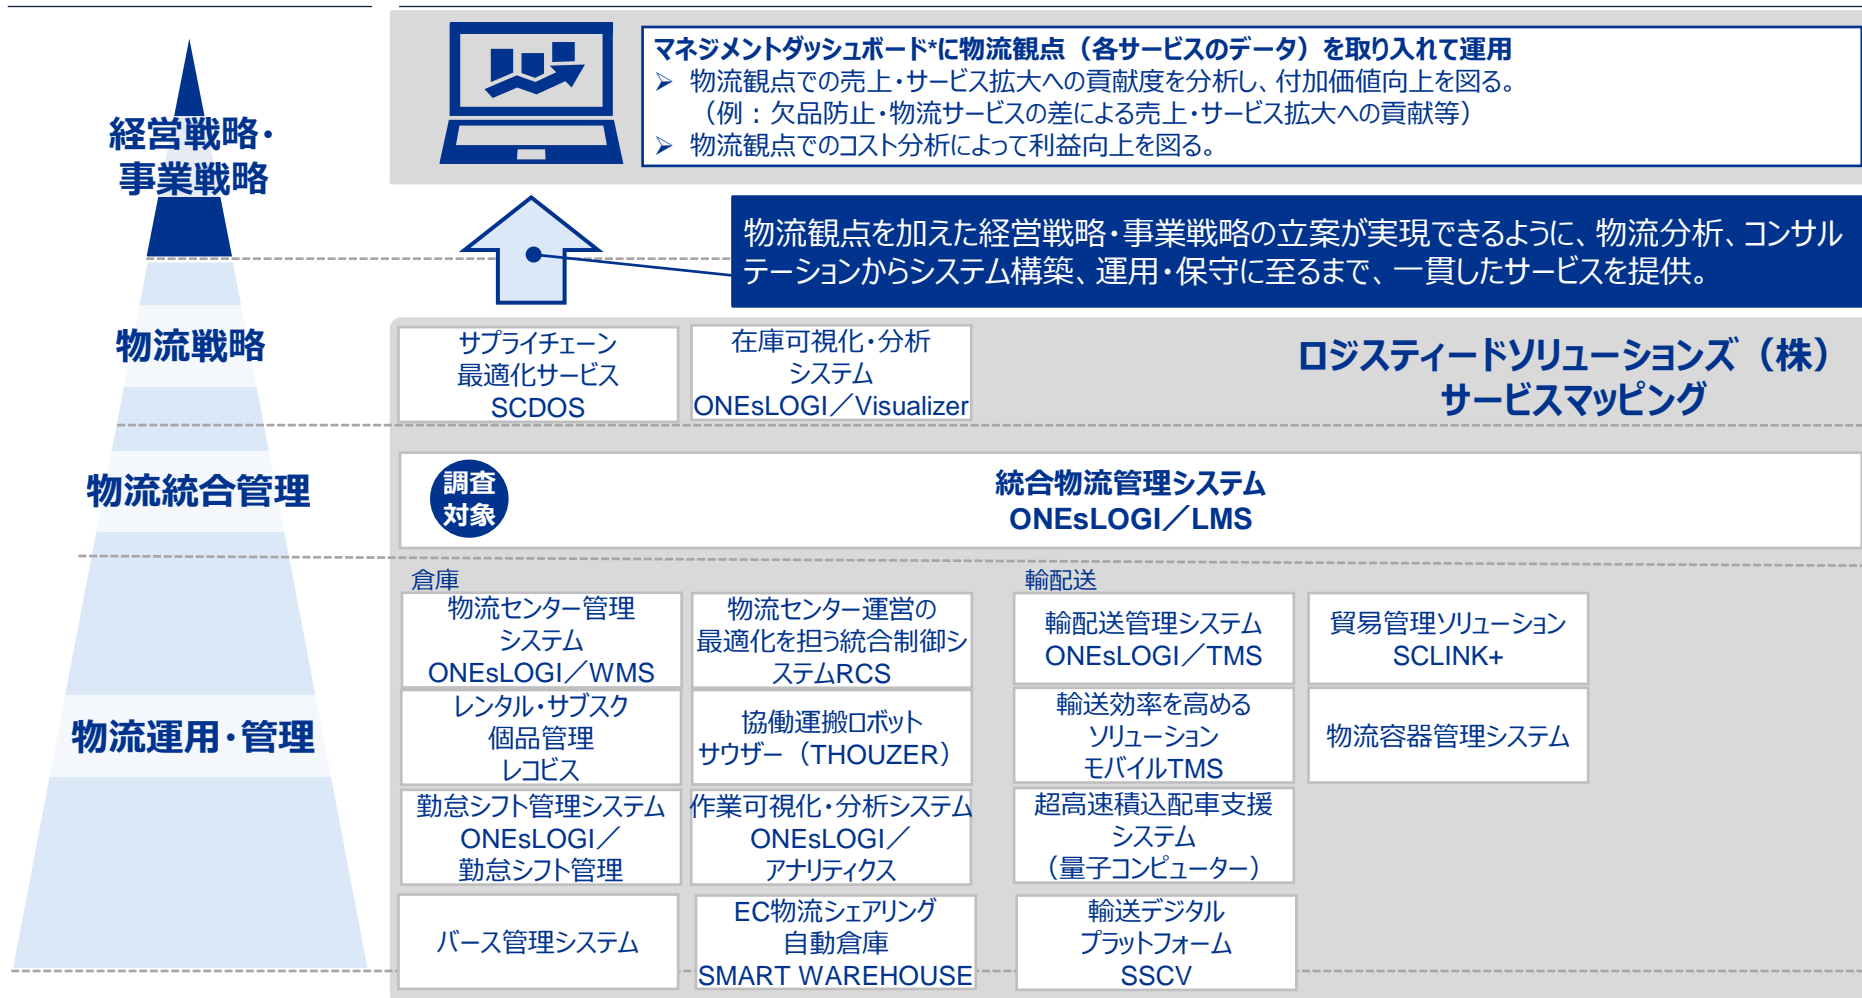 経営戦略・
事業戦略
マネジメントダッシュボード*に物流観点（各サービスのデータ）を取り入れて運用
➢ 物流観点での売上・サービス拡大への貢献度を分析し、付加価値向上を図る。
（例：欠品防止・物流サービスの差による売上・サービス拡大への貢献等）
➢ 物流観点でのコスト分析によって利益向上を図る。
物流観点を加えた経営戦略・事業戦略の立案が実現できるように、物流分析、コンサル
テーションからシステム構築、運用・保守に至るまで、一貫したサービスを提供。
物流戦略
サプライチェーン
最適化サービス
SCDOS
在庫可視化・分析
システム
ONEsLOGI／Visualizer
ロジスティードソリューションズ（株）
サービスマッピング
物流統合管理
調査
対象
統合物流管理システム
ONEsLOGI／LMS
物流運用・管理
倉庫
物流センター管理
システム
ONEsLOGI／WMS
物流センター運営の
最適化を担う統合制御シ
ステムRCS
レンタル・サブスク
個品管理
レコビス
協働運搬ロボット
サウザー（THOUZER）
勤怠シフト管理システム
ONEsLOGI／
勤怠シフト管理
作業可視化・分析システム
ONEsLOGI／
アナリティクス
バース管理システム
EC物流シェアリング
自動倉庫
SMART WAREHOUSE
輸配送
輸配送管理システム
ONEsLOGI／TMS
貿易管理ソリューション
SCLINK+
輸送効率を高める
ソリューション
モバイルTMS
物流容器管理システム
超高速積込配車支援
システム
（量子コンピューター）
輸送デジタル
プラットフォーム
SSCV